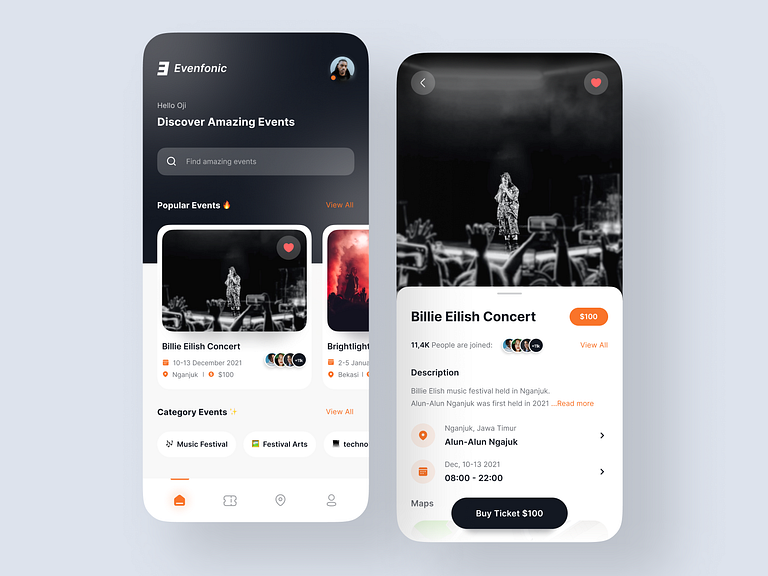 Evenfonic
Hello Oji
Discover Amazing Events
Find amazing events
Popular Events
View All
Billie Eilish Concert
10-13 December 2021
+11k
Nganjuk | $100
Brightlight
2-5 Janua
Bekasi |
Category Events
View All
Music Festival
Festival Arts
techno
Billie Eilish Concert
$100
11,4K People are joined:
+11k
View All
Description
Billie Elish music festival held in Nganjuk.
Alun-Alun Nganjuk was first held in 2021 ...Read more
Nganjuk, Jawa Timur
Alun-Alun Ngajuk
Dec, 10-13 2021
08:00 - 22:00
Maps
Buy Ticket $100